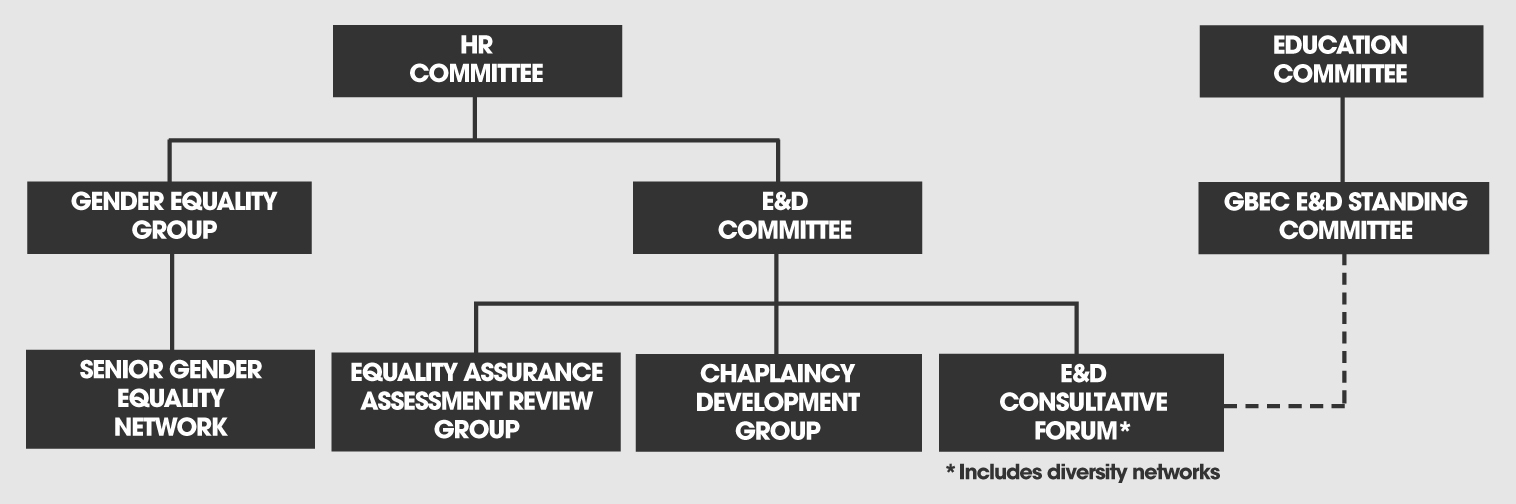 HR
COMMITTEE
EDUCATION
COMMITTEE
GENDER EQUALITY
GROUP
E&D
COMMITTEE
GBEC E&D STANDING
COMMITTEE
SENIOR GENDER
EQUALITY
NETWORK
EQUALITY ASSURANCE
ASSESSMENT REVIEW
GROUP
CHAPLAINCY
DEVELOPMENT
GROUP
E&D
CONSULTATIVE
FORUM*
* Includes diversity networks